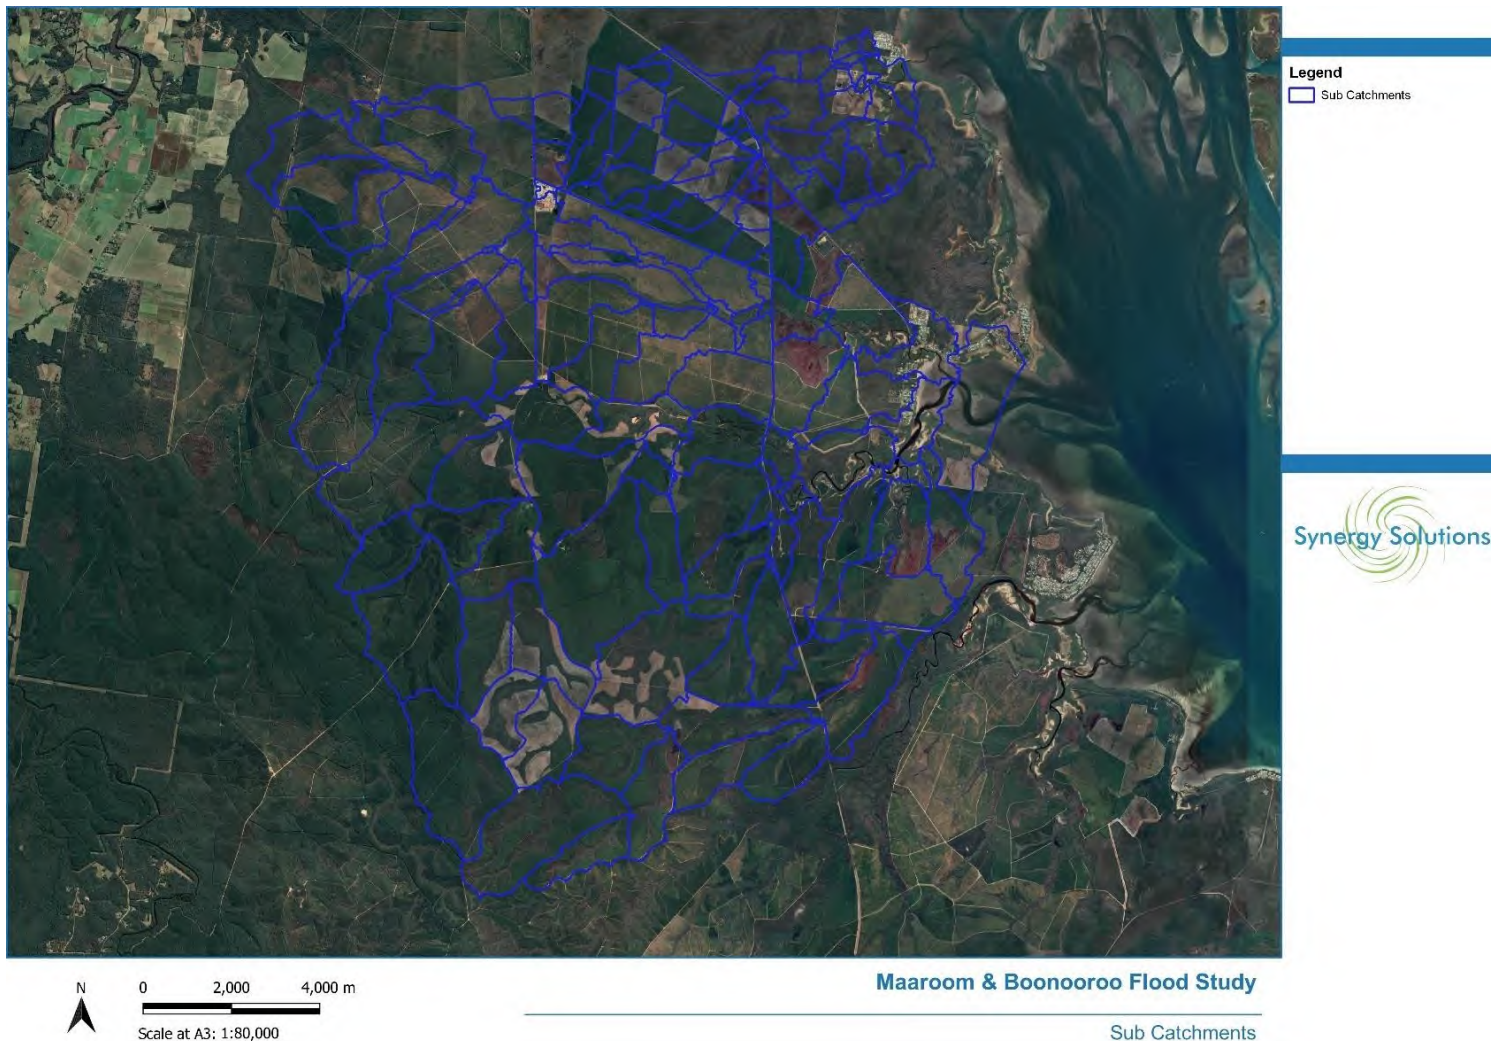 Legend
Sub Catchments
Synergy Solutions
N
0 2,000 4,000 m
Scale at A3: 1:80,000
Maaroom & Boonooroo Flood Study
Sub Catchments